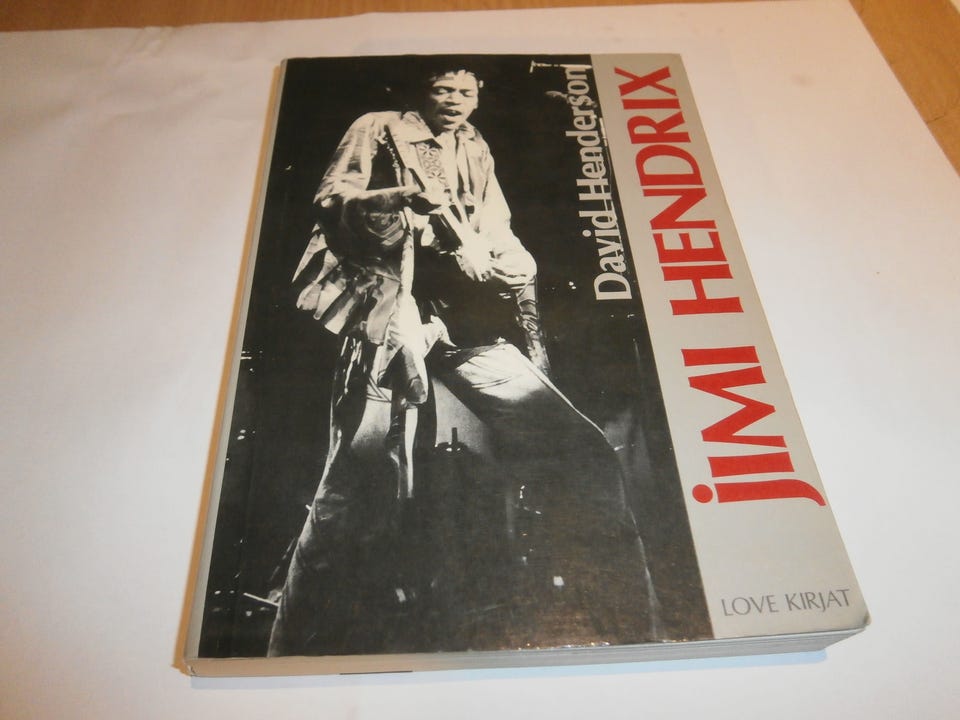 David Henderson
jIMI HENDRIX
LOVE KIRJAT